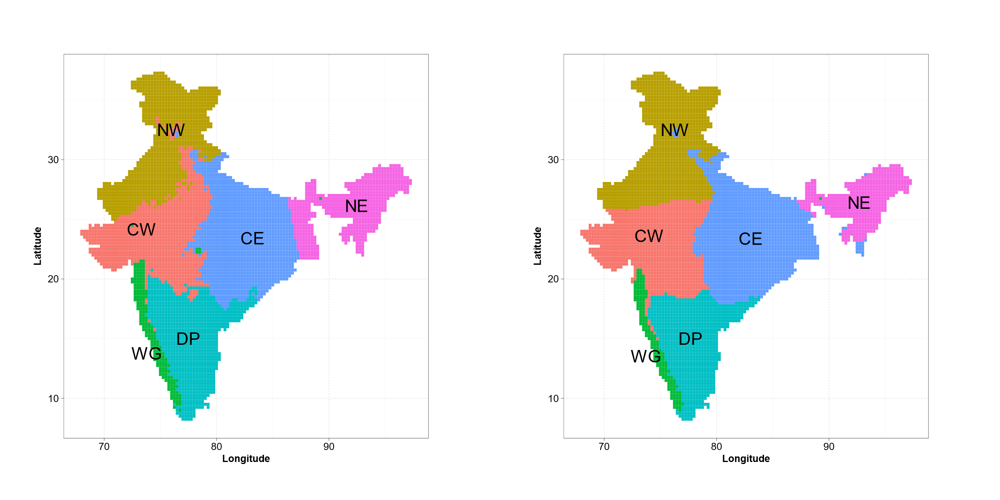 NW
30
NE
CW
CE
Latitude
20
DP
WG
10
70
80
90
Longitude
NW
30
NE
CW
CE
Latitude
20
DP
WG
10
70
80
90
Longitude